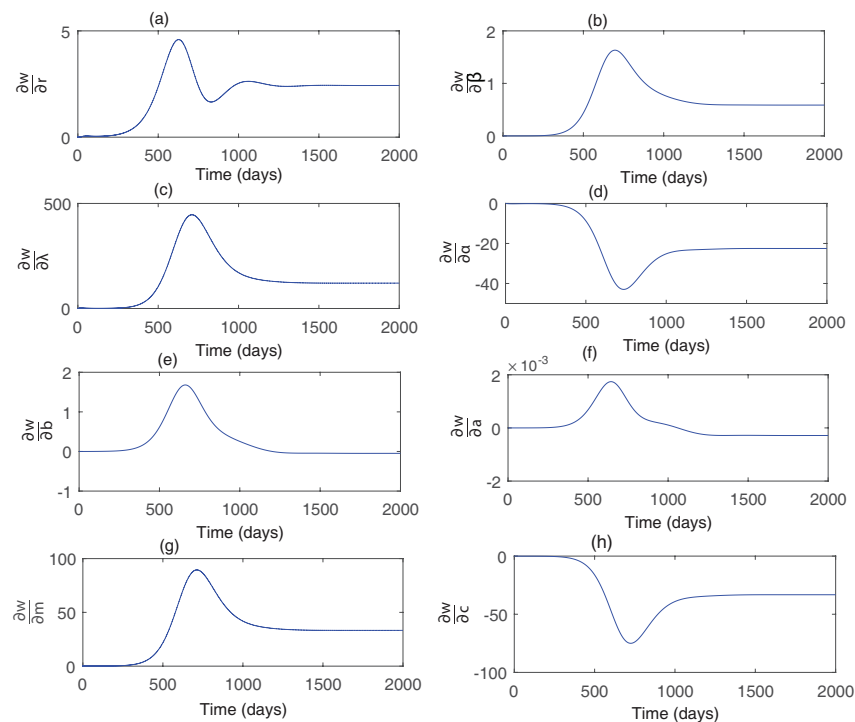 (a)
5
0
∂w
∂r
0 500 1000 1500 2000
Time (days)
(b)
2
1
0
∂w
∂β
0 500 1000 1500 2000
Time (days)
(c)
500
0
∂w
∂λ
0 500 1000 1500 2000
Time (days)
(d)
0
-20
-40
∂w
∂α
0 500 1000 1500 2000
Time (days)
(e)
2
1
0
-1
∂w
∂b
0 500 1000 1500 2000
Time (days)
(f)
× 10⁻³
2
0
-2
∂w
∂a
0 500 1000 1500 2000
Time (days)
(g)
100
50
0
∂w
∂m
0 500 1000 1500 2000
Time (days)
(h)
0
-50
-100
∂w
∂c
0 500 1000 1500 2000
Time (days)